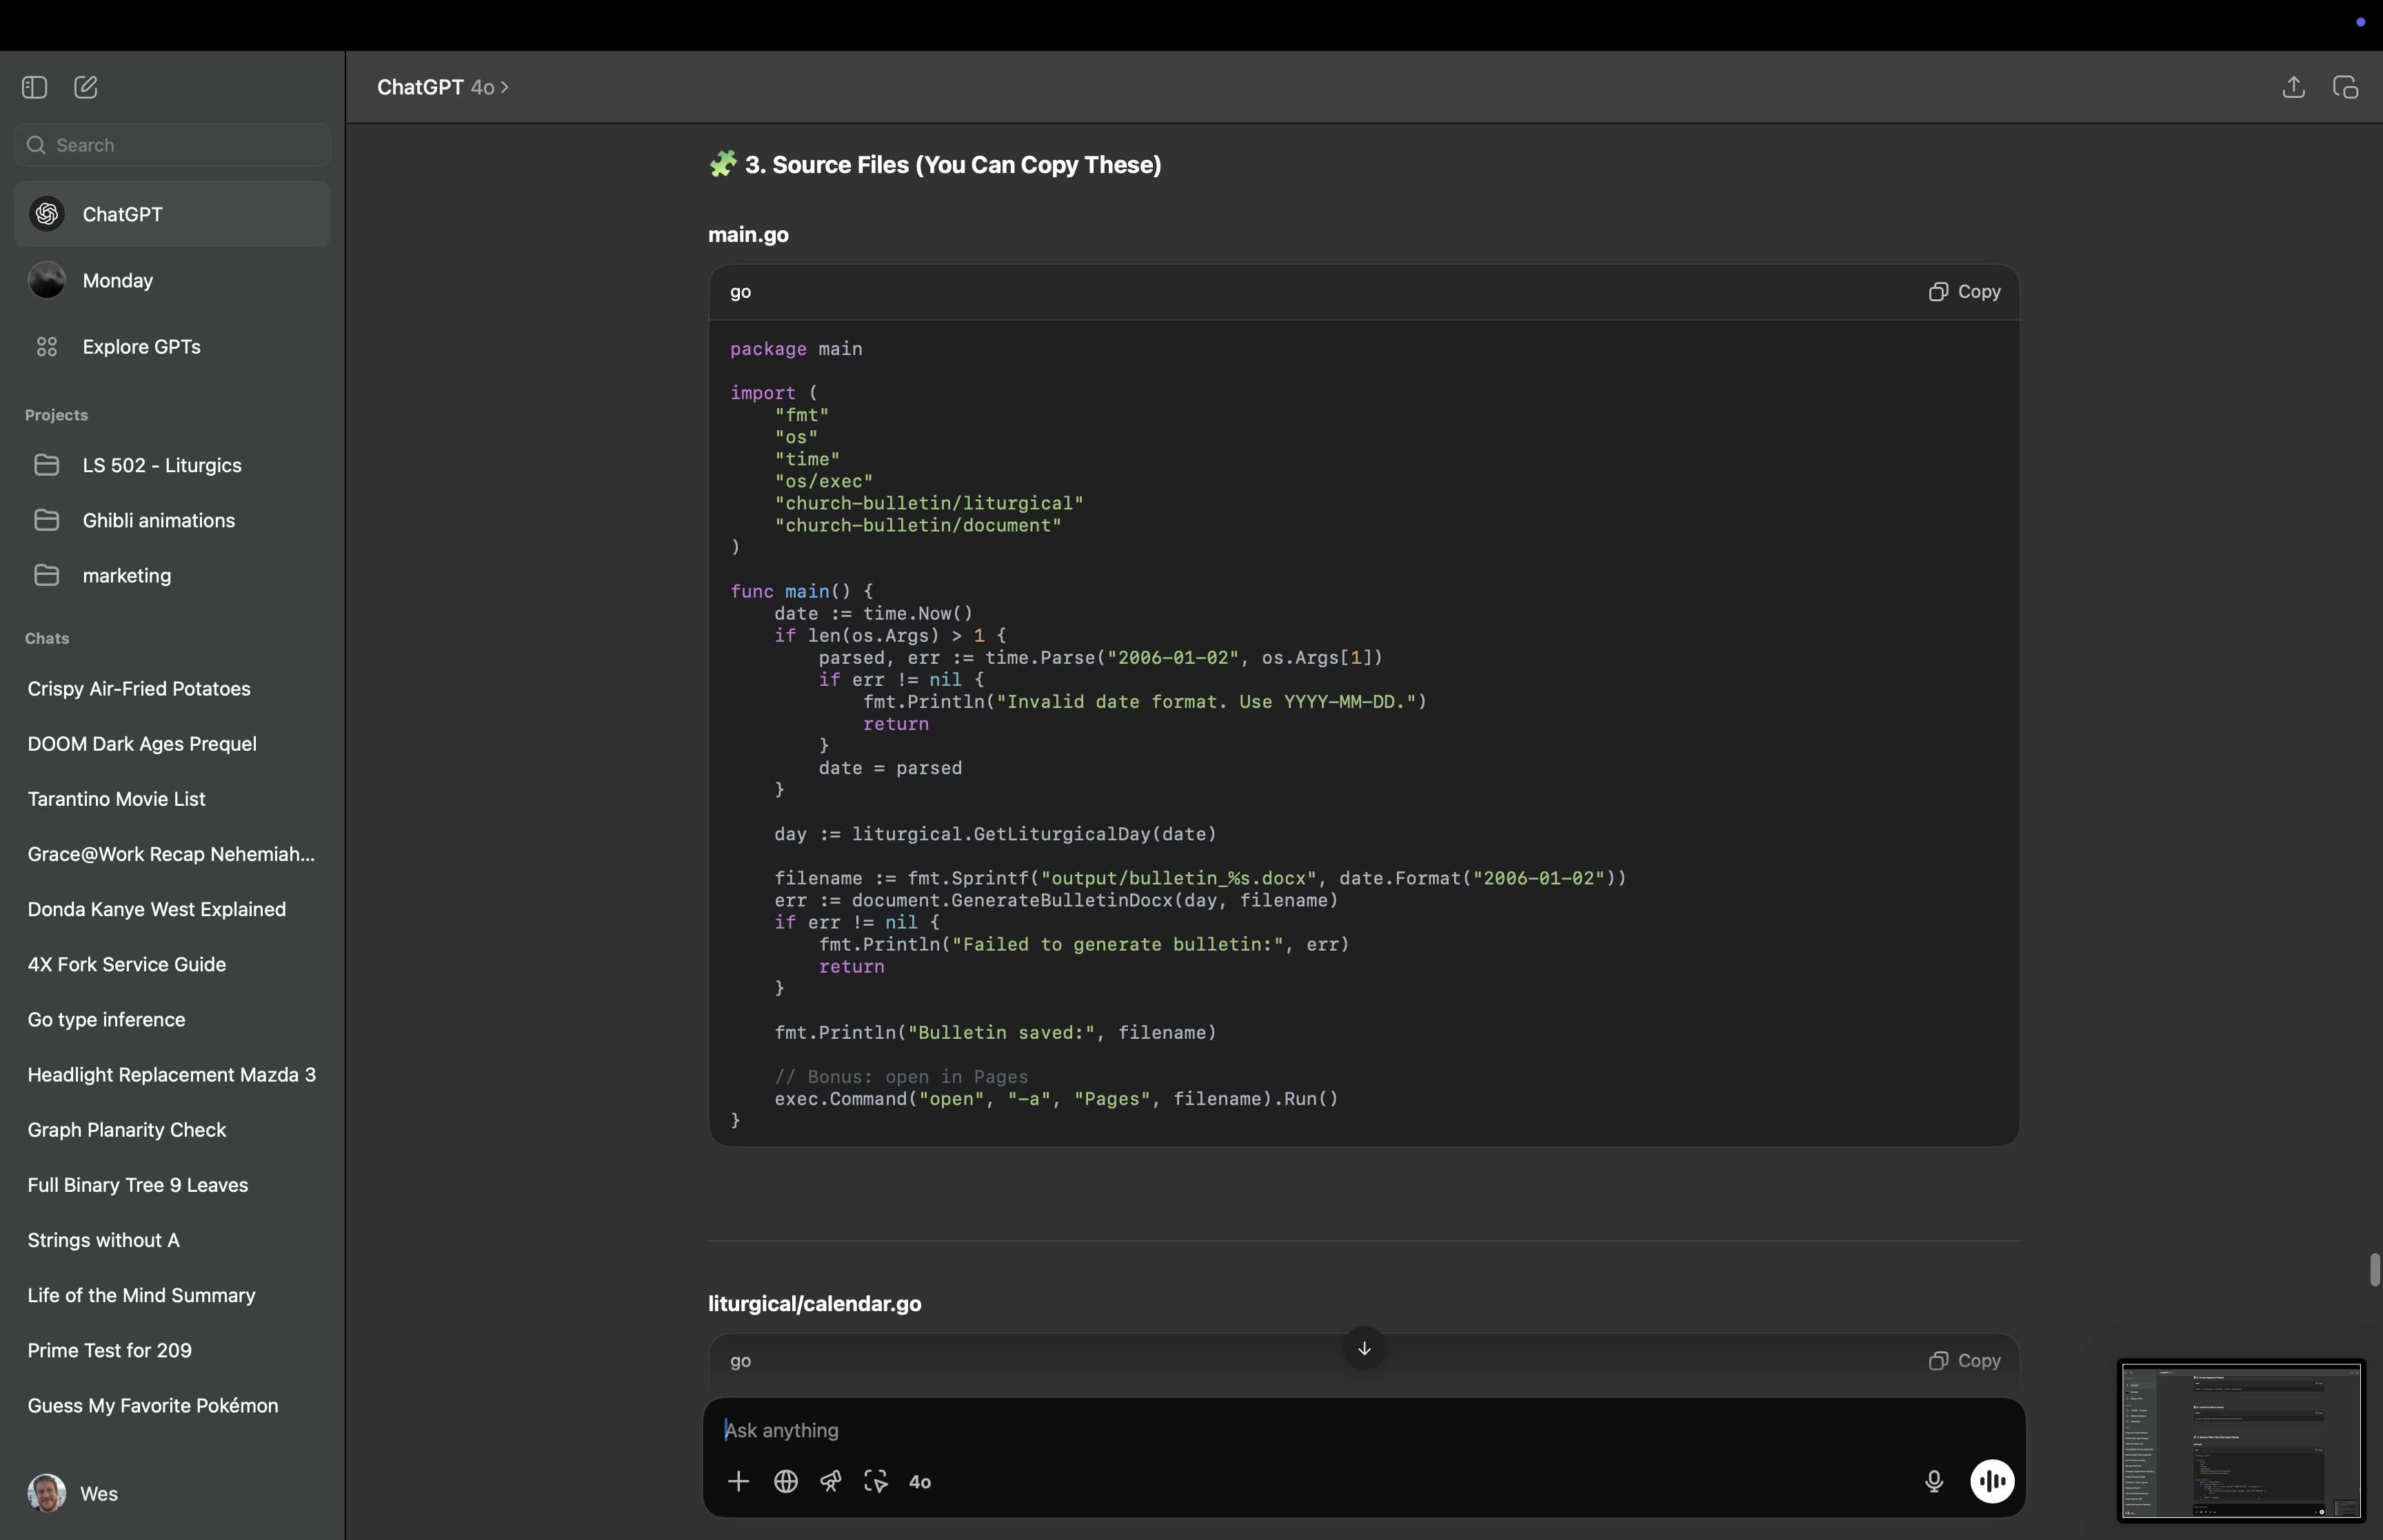 ChatGPT 4o >
Search
ChatGPT
Monday
Explore GPTs
Projects
LS 502 - Liturgics
Ghibli animations
marketing
Chats
Crispy Air-Fried Potatoes
DOOM Dark Ages Prequel
Tarantino Movie List
Grace@Work Recap Nehemiah...
Donda Kanye West Explained
4X Fork Service Guide
Go type inference
Headlight Replacement Mazda 3
Graph Planarity Check
Full Binary Tree 9 Leaves
Strings without A
Life of the Mind Summary
Prime Test for 209
Guess My Favorite Pokémon
Wes
🧩 3. Source Files (You Can Copy These)
main.go
go
Copy
package main
import (
    "fmt"
    "os"
    "time"
    "os/exec"
    "church-bulletin/liturgical"
    "church-bulletin/document"
)
func main() {
    date := time.Now()
    if len(os.Args) > 1 {
        parsed, err := time.Parse("2006-01-02", os.Args[1])
        if err != nil {
            fmt.Println("Invalid date format. Use YYYY-MM-DD.")
            return
        }
        date = parsed
    }
    day := liturgical.GetLiturgicalDay(date)
    filename := fmt.Sprintf("output/bulletin_%s.docx", date.Format("2006-01-02"))
    err := document.GenerateBulletinDocx(day, filename)
    if err != nil {
        fmt.Println("Failed to generate bulletin:", err)
        return
    }
    fmt.Println("Bulletin saved:", filename)
    // Bonus: open in Pages
    exec.Command("open", "-a", "Pages", filename).Run()
}
liturgical/calendar.go
go
Copy
Ask anything
4o